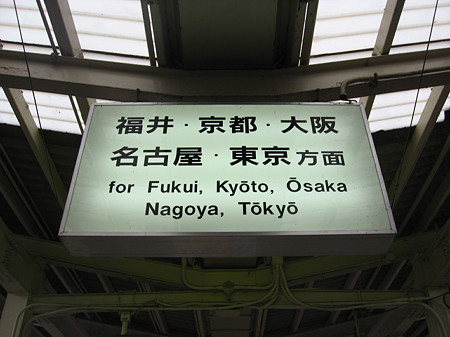 福井・京都・大阪
名古屋・東京方面
for Fukui, Kyōto, Ōsaka
Nagoya, Tōkyō